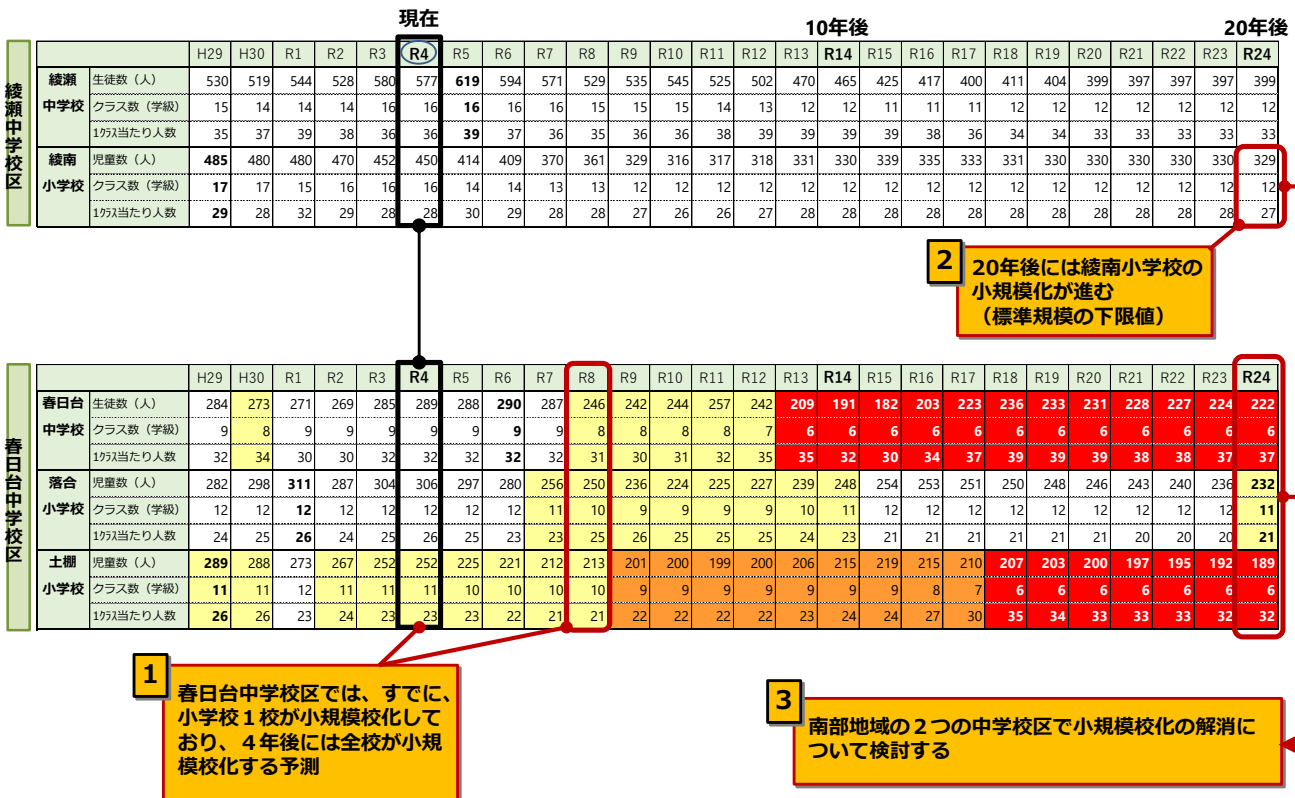 現在
10年後
20年後
綾瀬中学校区
H29 H30 R1 R2 R3 R4 R5 R6 R7 R8 R9 R10 R11 R12 R13 R14 R15 R16 R17 R18 R19 R20 R21 R22 R23 R24
綾瀬 生徒数（人） 530 519 544 528 580 577 619 594 571 529 535 545 525 502 470 465 425 417 400 411 404 399 397 397 397 399
中学校 クラス数（学級） 15 14 14 14 16 16 16 16 16 15 15 15 14 13 12 12 11 11 11 12 12 12 12 12 12 12
1ｸﾗｽ当たり人数 35 37 39 38 36 36 39 37 36 35 36 36 38 39 39 39 39 38 36 34 34 33 33 33 33 33
綾南 児童数（人） 485 480 480 470 452 450 414 409 370 361 329 316 317 318 331 330 339 335 333 331 330 330 330 330 330 329
小学校 クラス数（学級） 17 17 15 16 16 16 14 14 13 13 12 12 12 12 12 12 12 12 12 12 12 12 12 12 12 12
1ｸﾗｽ当たり人数 29 28 32 29 28 28 30 29 28 28 27 26 26 27 28 28 28 28 28 28 28 28 28 28 28 27
2
20年後には綾南小学校の
小規模化が進む
（標準規模の下限値）
春日台中学校区
H29 H30 R1 R2 R3 R4 R5 R6 R7 R8 R9 R10 R11 R12 R13 R14 R15 R16 R17 R18 R19 R20 R21 R22 R23 R24
春日台 生徒数（人） 284 273 271 269 285 289 288 290 287 246 242 244 257 242 209 191 182 203 223 236 233 231 228 227 224 222
中学校 クラス数（学級） 9 8 9 9 9 9 9 9 9 8 8 8 8 7 6 6 6 6 6 6 6 6 6 6 6 6
1ｸﾗｽ当たり人数 32 34 30 30 32 32 32 32 32 31 30 31 32 35 35 32 30 34 37 39 39 39 38 38 37 37
落合 児童数（人） 282 298 311 287 304 306 297 280 256 250 236 224 225 227 239 248 254 253 251 250 248 246 243 240 236 232
小学校 クラス数（学級） 12 12 12 12 12 12 12 12 11 10 9 9 9 9 10 11 12 12 12 12 12 12 12 12 12 11
1ｸﾗｽ当たり人数 24 25 26 24 25 26 25 23 23 25 26 25 25 25 24 23 21 21 21 21 21 21 20 20 20 21
土棚 児童数（人） 289 288 273 267 252 252 225 221 212 213 201 200 199 200 206 215 219 215 210 207 203 200 197 195 192 189
小学校 クラス数（学級） 11 11 12 11 11 11 10 10 10 10 9 9 9 9 9 9 9 8 7 6 6 6 6 6 6 6
1ｸﾗｽ当たり人数 26 26 23 24 23 23 23 22 21 21 22 22 22 22 23 24 24 27 30 35 34 33 33 33 32 32
1
春日台中学校区では、すでに、
小学校１校が小規模校化して
おり、４年後には全校が小規
模校化する予測
3
南部地域の２つの中学校区で小規模校化の解消に
ついて検討する